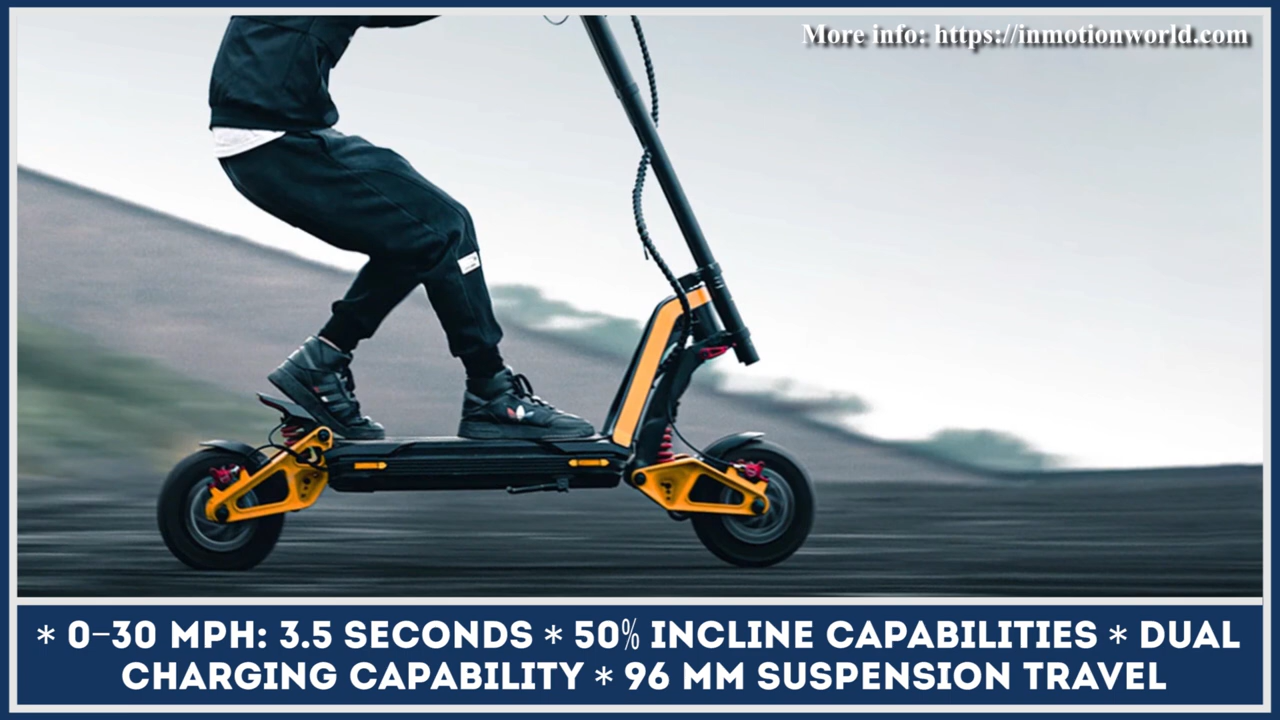 More info: https://inmotionworld.com
* 0-30 MPH: 3.5 SECONDS * 50% INCLINE CAPABILITIES * DUAL
CHARGING CAPABILITY * 96 MM SUSPENSION TRAVEL